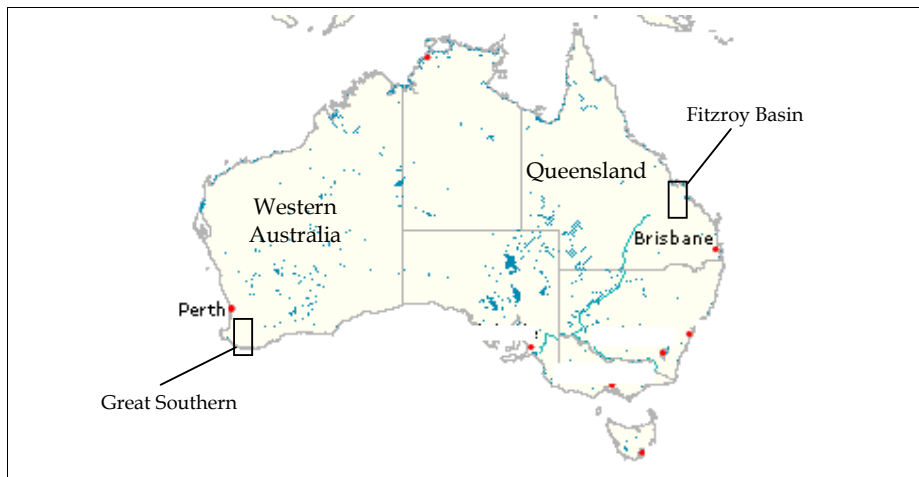 Fitzroy Basin
Queensland
Western
Australia
Brisbane
Perth
Great Southern